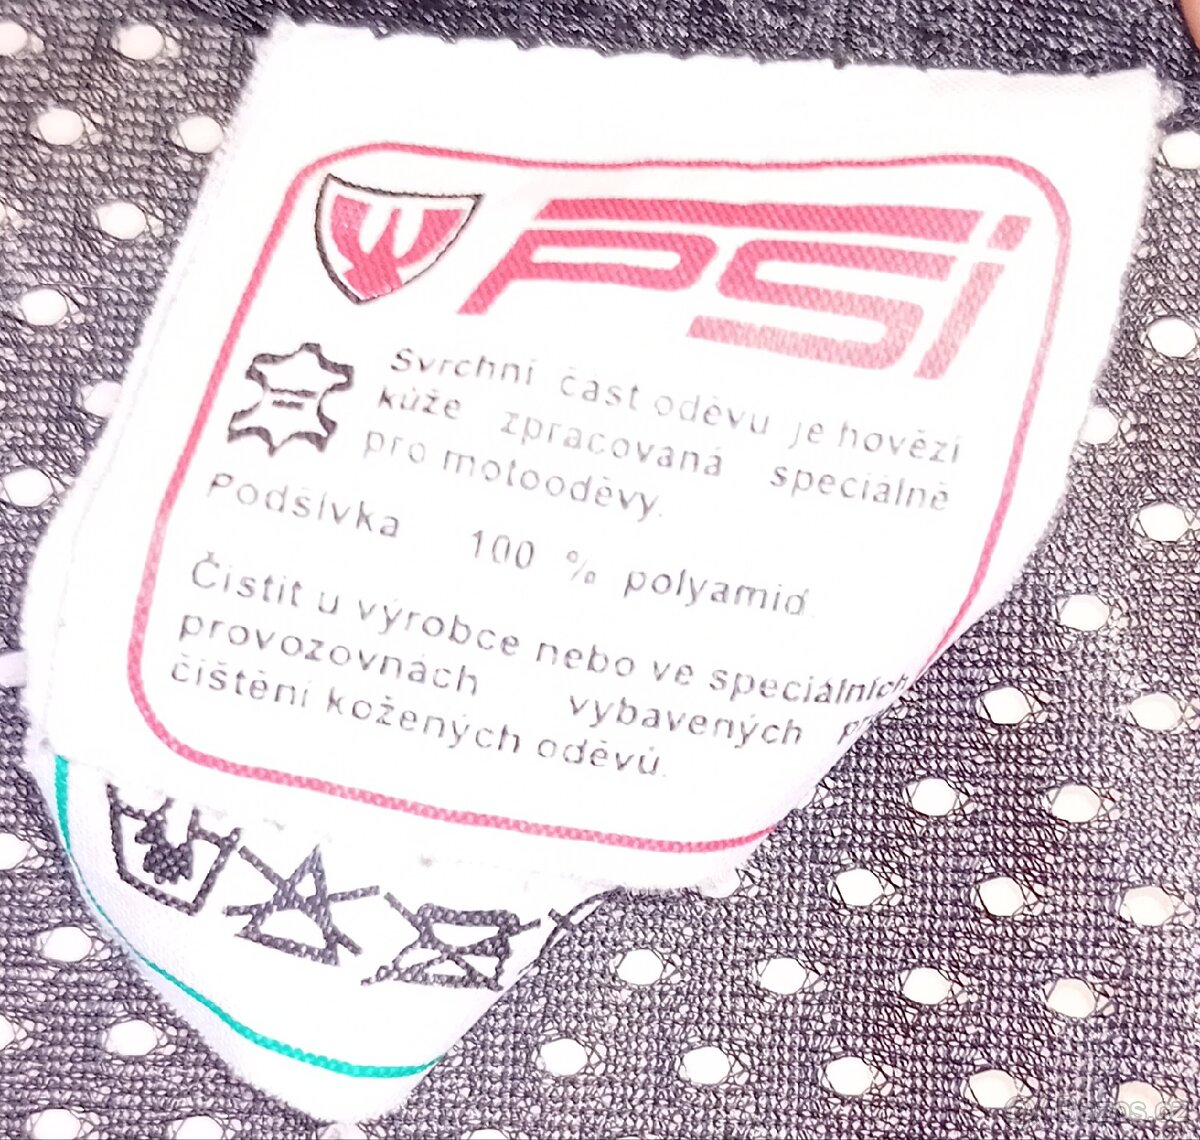 PSi
Svrchní část oděvu je hovězí
kůže zpracovaná speciálně
pro motooděvy.
Podšívka 100 % polyamid.
Čistit u výrobce nebo ve speciálních
provozovnách vybavených
čištění kožených oděvů.